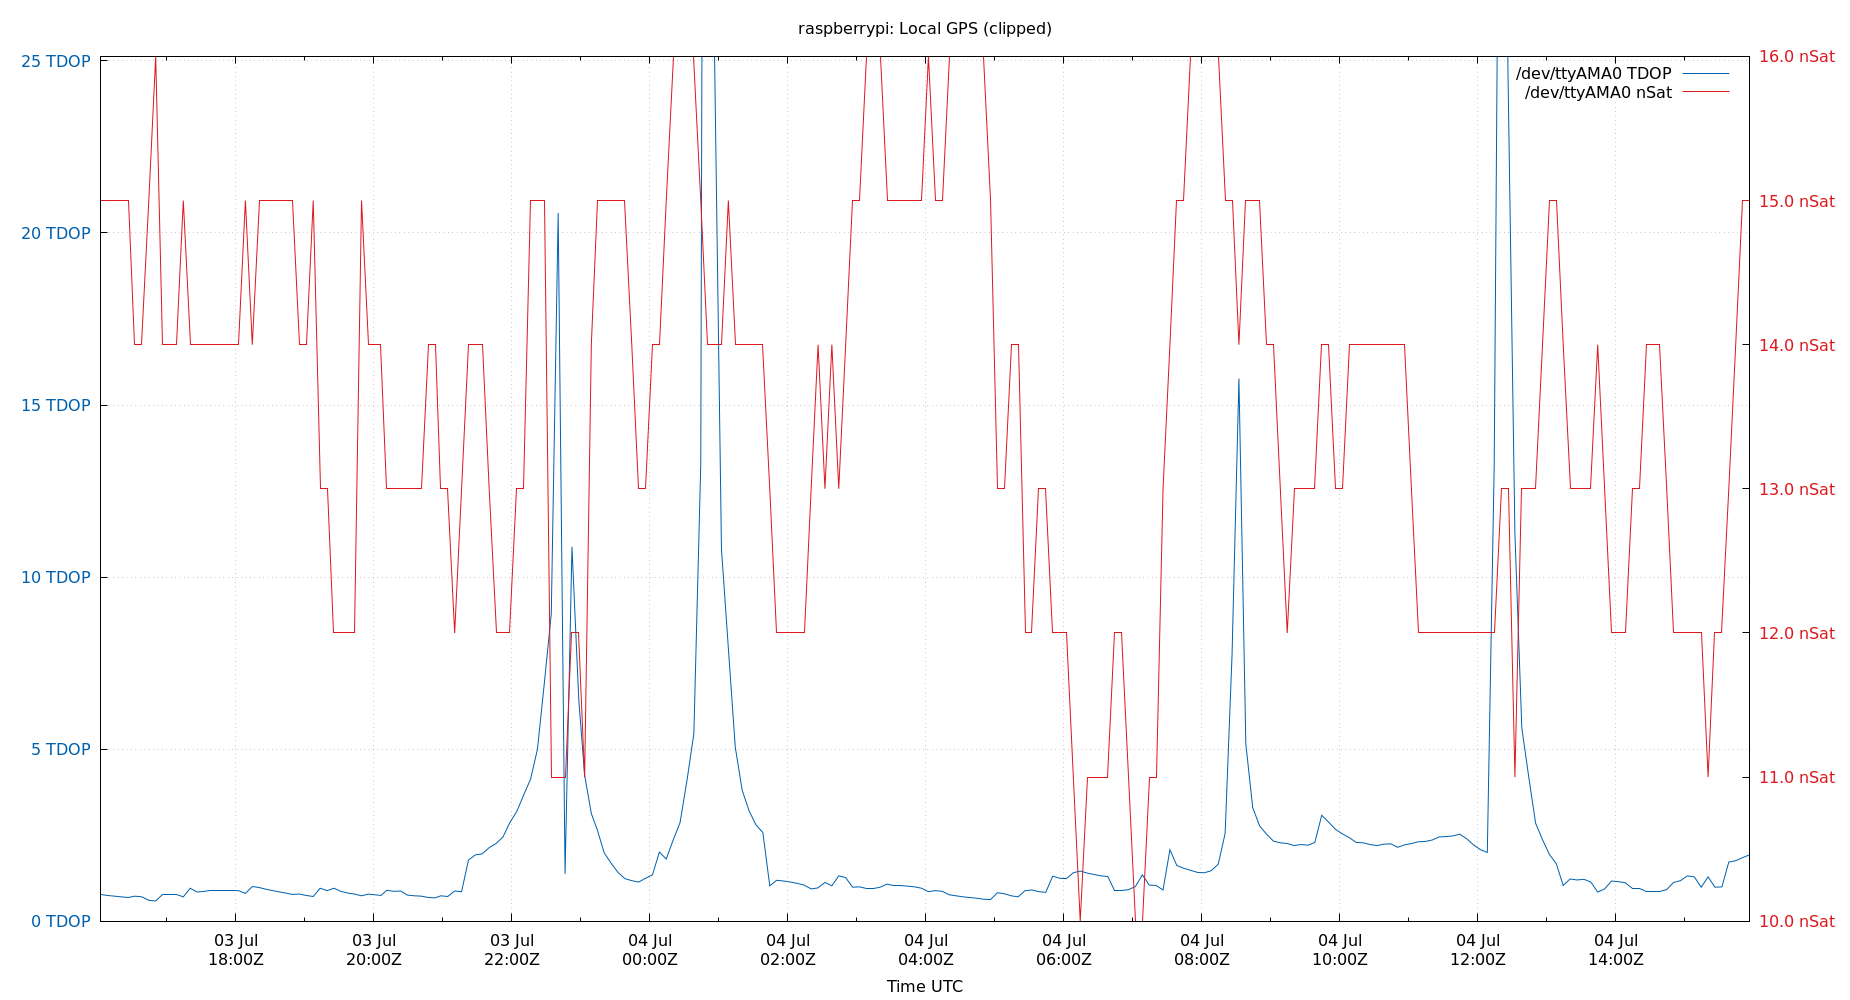 raspberrypi: Local GPS (clipped)
25 TDOP
20 TDOP
15 TDOP
10 TDOP
5 TDOP
0 TDOP
16.0 nSat
15.0 nSat
14.0 nSat
13.0 nSat
12.0 nSat
11.0 nSat
10.0 nSat
/dev/ttyAMA0 TDOP
/dev/ttyAMA0 nSat
03 Jul 03 Jul 03 Jul 04 Jul 04 Jul 04 Jul 04 Jul 04 Jul 04 Jul 04 Jul 04 Jul
18:00Z 20:00Z 22:00Z 00:00Z 02:00Z 04:00Z 06:00Z 08:00Z 10:00Z 12:00Z 14:00Z
Time UTC